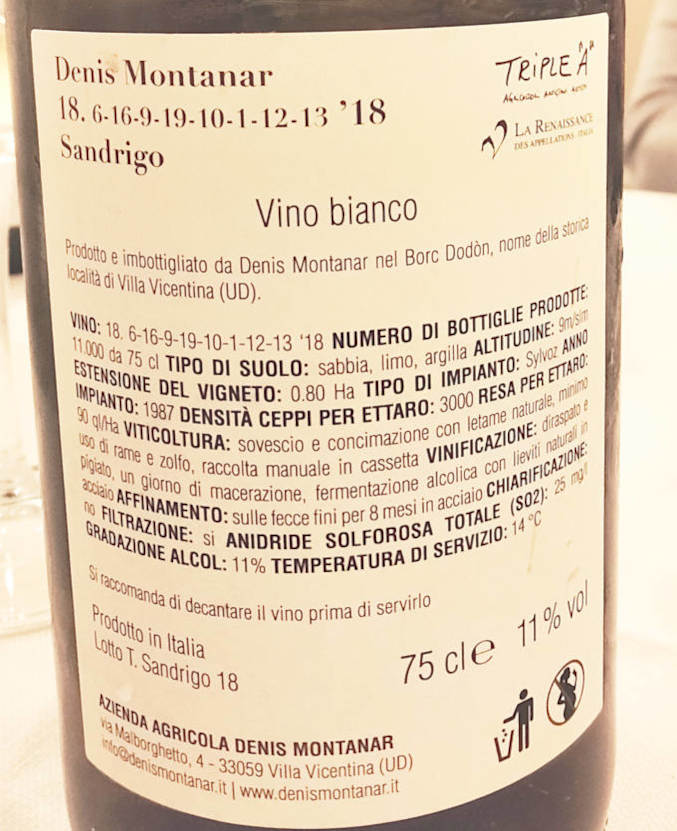 Denis Montanar
18. 6-16-9-19-10-1-12-13 '18
Sandrigo
TRIPLE "A"
LA RENAISSANCE
DES APPELLATIONS ITALIA
Vino bianco
Prodotto e imbottigliato da Denis Montanar nel Borc Dodòn, nome della storica
località di Villa Vicentina (UD).
VINO: 18. 6-16-9-19-10-1-12-13 '18 NUMERO DI BOTTIGLIE PRODOTTE:
11.000 da 75 cl TIPO DI SUOLO: sabbia, limo, argilla ALTITUDINE: 9m/slm
ESTENSIONE DEL VIGNETO: 0.80 Ha TIPO DI IMPIANTO: Sylvoz ANNO
IMPIANTO: 1987 DENSITÀ CEPPI PER ETTARO: 3000 RESA PER ETTARO:
90 ql/Ha VITICOLTURA: sovescio e concimazione con letame naturale, minimo
uso di rame e zolfo, raccolta manuale in cassetta VINIFICAZIONE: diraspato e
pigiato, un giorno di macerazione, fermentazione alcolica con lieviti naturali in
acciaio AFFINAMENTO: sulle fecce fini per 8 mesi in acciaio CHIARIFICAZIONE:
no FILTRAZIONE: si ANIDRIDE SOLFOROSA TOTALE (SO2): 25 mg/l
GRADAZIONE ALCOL: 11% TEMPERATURA DI SERVIZIO: 14 °C
Si raccomanda di decantare il vino prima di servirlo
Prodotto in Italia
Lotto T. Sandrigo 18
75 cl e 11% vol
AZIENDA AGRICOLA DENIS MONTANAR
via Malborghetto, 4 - 33059 Villa Vicentina (UD)
info@denismontanar.it | www.denismontanar.it